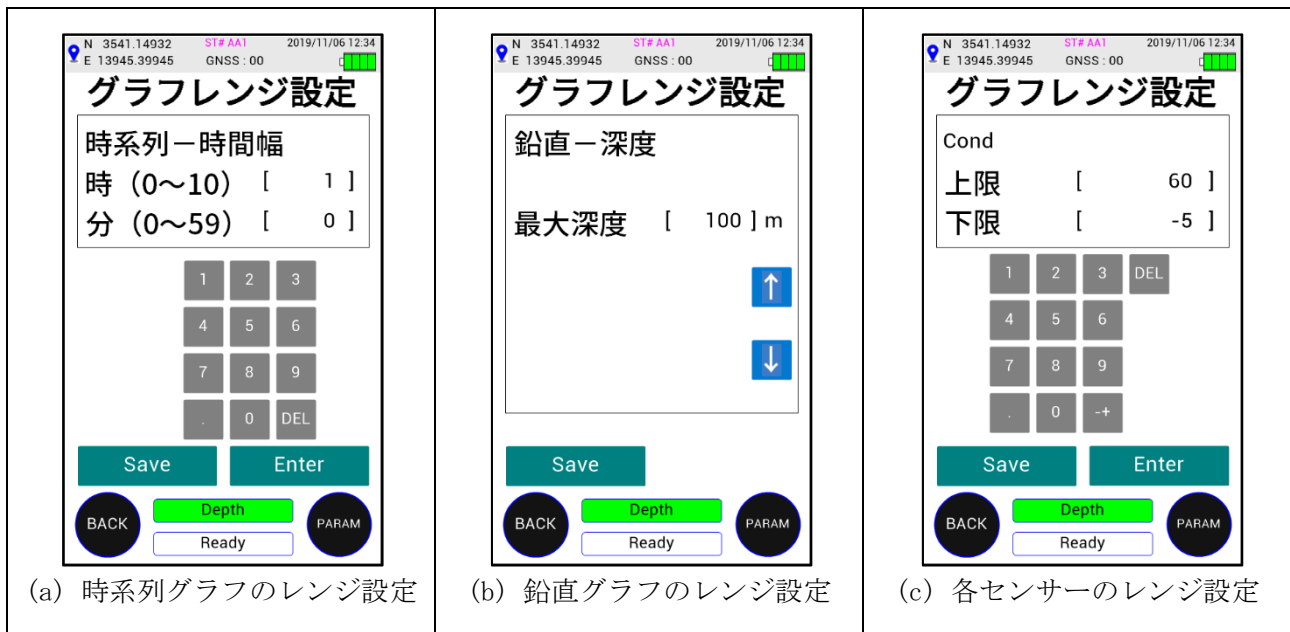 N 3541.14932 ST# AA1 2019/11/06 12:34
E 13945.39945 GNSS : 00
グラフレンジ設定
時系列－時間幅
時（0～10） [ 1 ]
分（0～59） [ 0 ]
1 2 3
4 5 6
7 8 9
. 0 DEL
Save Enter
BACK Depth PARAM
Ready
(a) 時系列グラフのレンジ設定
N 3541.14932 ST# AA1 2019/11/06 12:34
E 13945.39945 GNSS : 00
グラフレンジ設定
鉛直－深度
最大深度 [ 100 ] m
↑
↓
Save
BACK Depth PARAM
Ready
(b) 鉛直グラフのレンジ設定
N 3541.14932 ST# AA1 2019/11/06 12:34
E 13945.39945 GNSS : 00
グラフレンジ設定
Cond
上限 [ 60 ]
下限 [ -5 ]
1 2 3 DEL
4 5 6
7 8 9
. 0 -+
Save Enter
BACK Depth PARAM
Ready
(c) 各センサーのレンジ設定